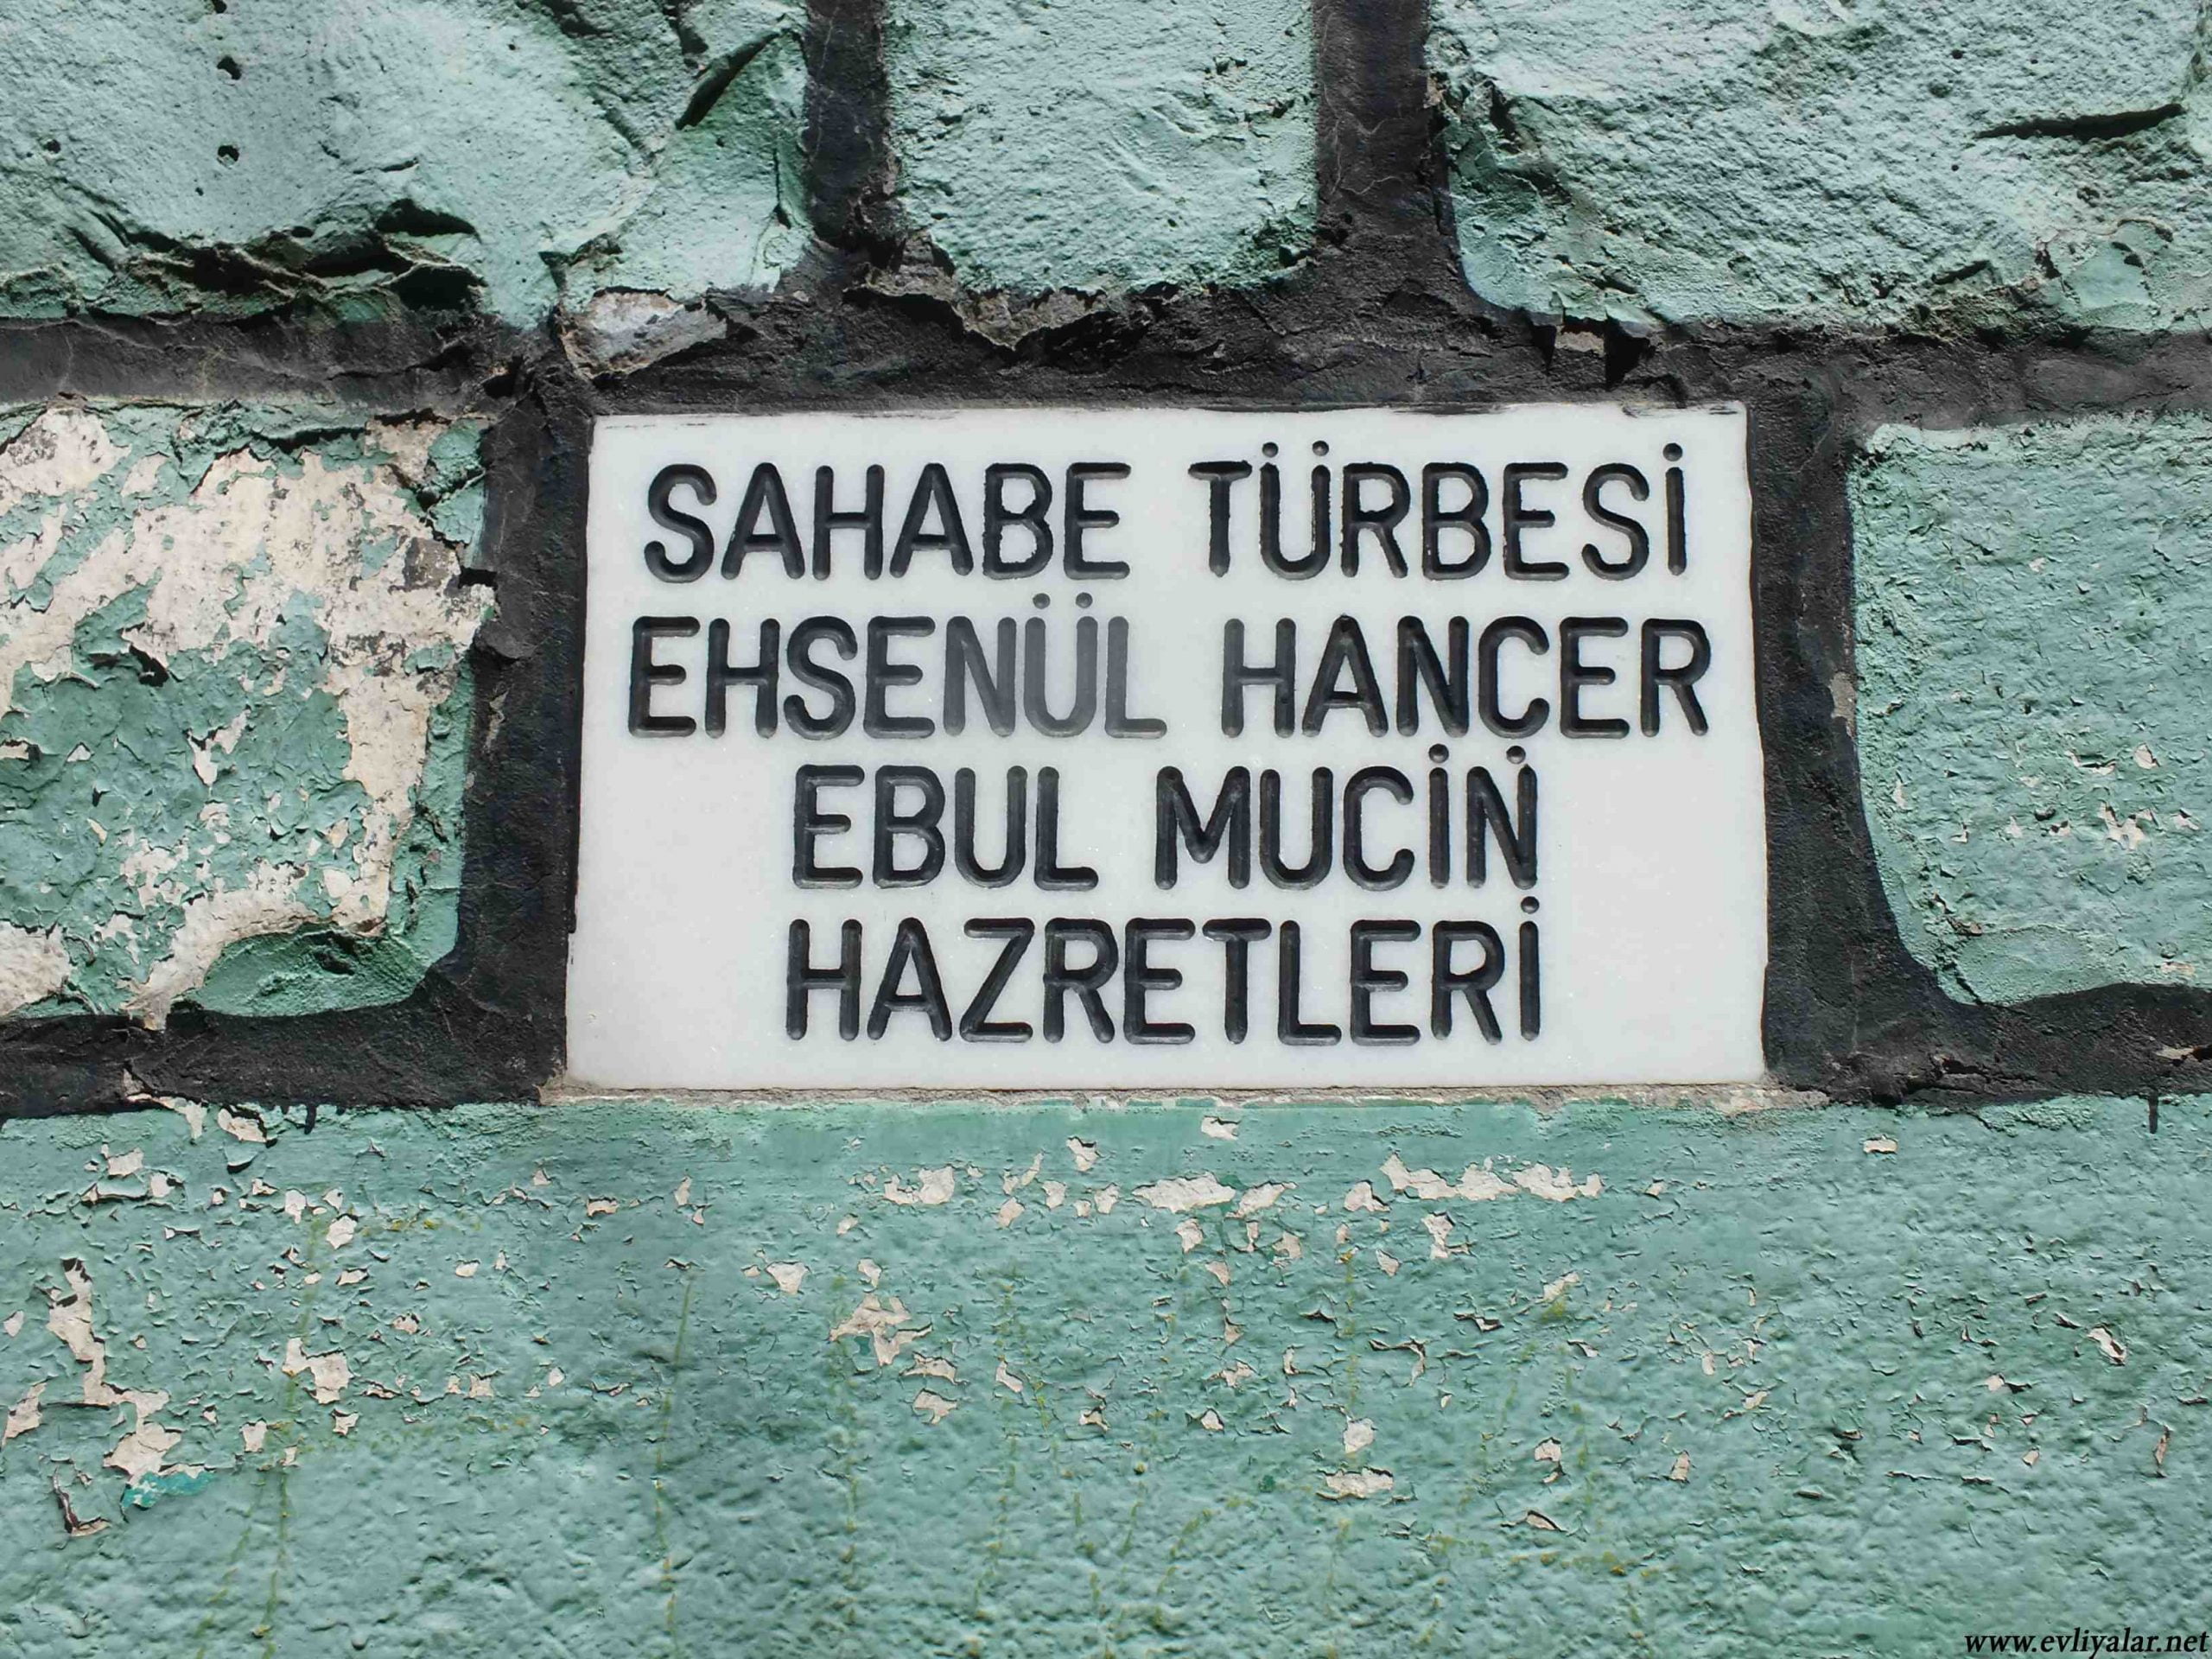 SAHABE TÜRBESİ
EHSENÜL HANÇER
EBUL MUCİN
HAZRETLERİ
www.evliyalar.net